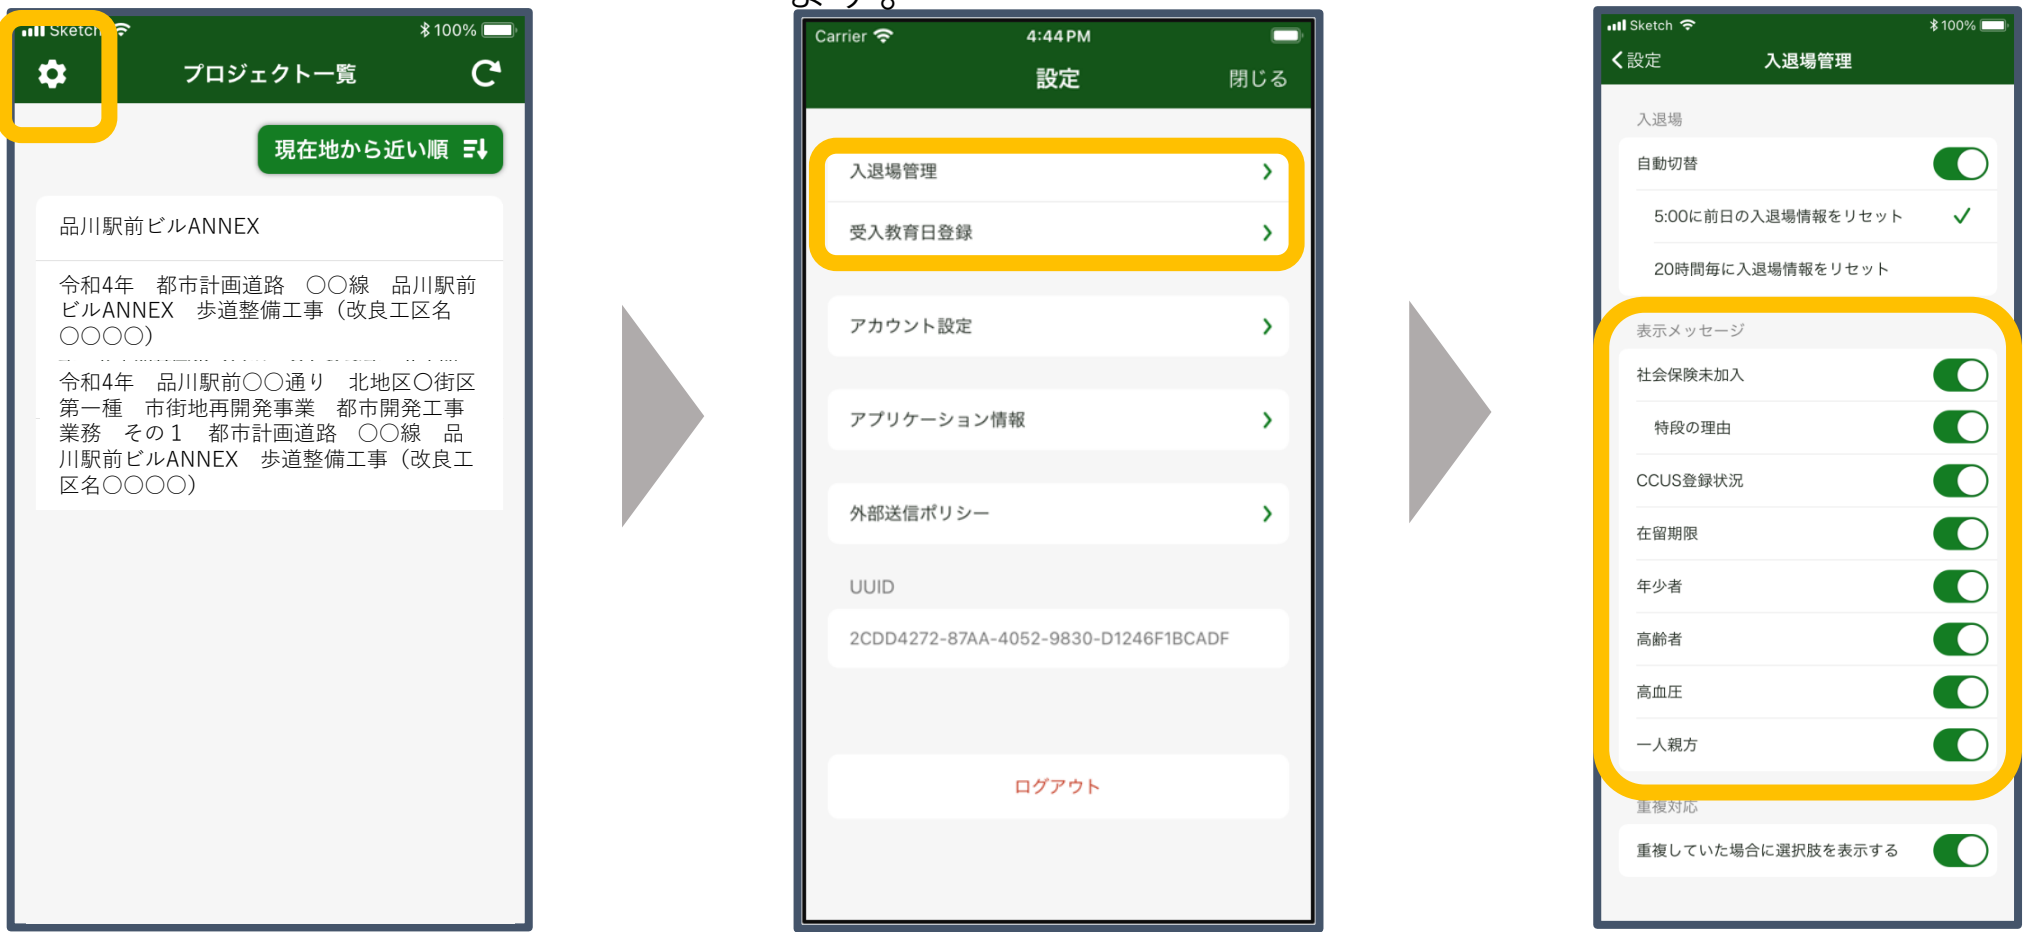 ます。
Sketch 100%
プロジェクト一覧
現在地から近い順
品川駅前ビルANNEX
令和4年　都市計画道路　〇〇線　品川駅前
ビルANNEX　歩道整備工事（改良工区名
〇〇〇〇）
令和4年　品川駅前〇〇通り　北地区〇街区
第一種　市街地再開発事業　都市開発工事
業務　その１　都市計画道路　〇〇線　品
川駅前ビルANNEX　歩道整備工事（改良工
区名〇〇〇〇）
Carrier 4:44 PM
設定 閉じる
入退場管理
受入教育日登録
アカウント設定
アプリケーション情報
外部送信ポリシー
UUID
2CDD4272-87AA-4052-9830-D1246F1BCADF
ログアウト
Sketch 100%
設定 入退場管理
入退場
自動切替
5:00に前日の入退場情報をリセット
20時間毎に入退場情報をリセット
表示メッセージ
社会保険未加入
特段の理由
CCUS登録状況
在留期限
年少者
高齢者
高血圧
一人親方
重複対応
重複していた場合に選択肢を表示する